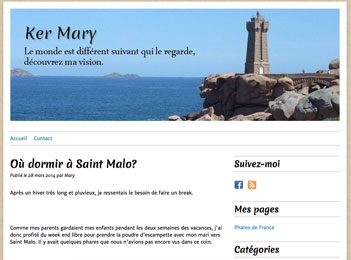 Ker Mary
Le monde est différent suivant qui le regarde,
découvrez ma vision.
Accueil Contact
Où dormir à Saint Malo?
Publié le 28 mars 2014 par Mary
Après un hiver très long et pluvieux, je ressentais le besoin de faire un break.
Comme mes parents gardaient mes enfants pendant les deux semaines des vacances, j'ai
donc profité du week end libre pour prendre la poudre d'escampette avec mon mari vers
Saint Malo. Il y avait quelques phares que nous n'avions pas encore vus dans ce coin.
Suivez-moi
Mes pages
Phares de France
Catégories